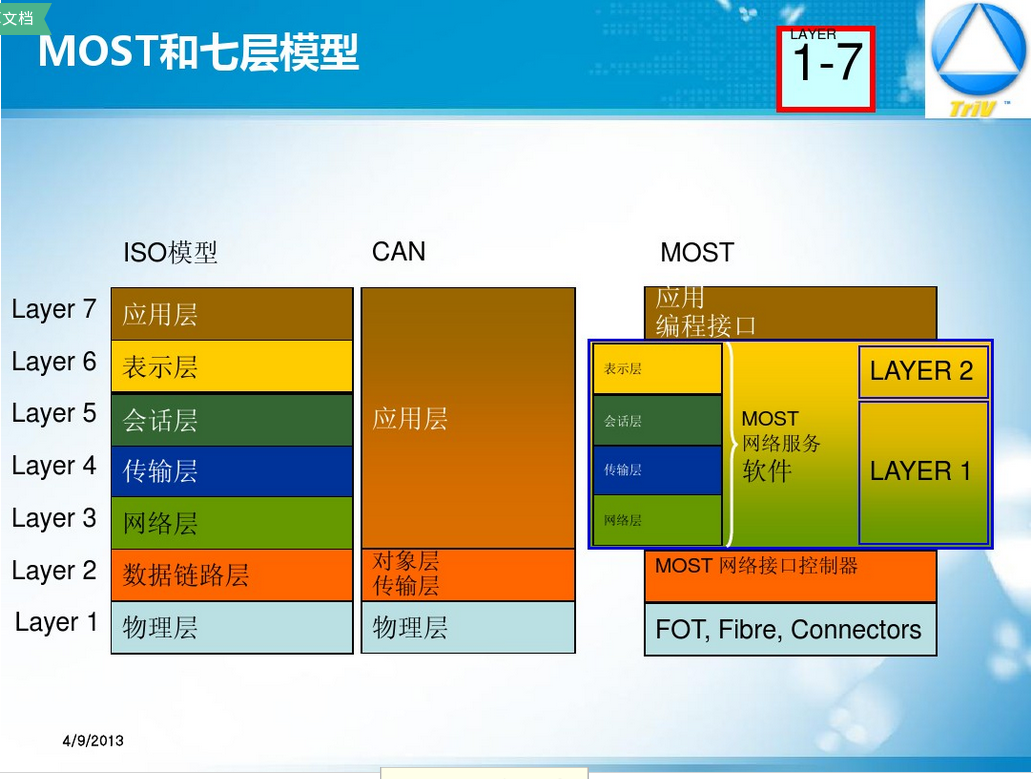 文档
MOST和七层模型
LAYER
1-7
TriV ™
ISO模型
CAN
MOST
Layer 7
应用层
应用
编程接口
Layer 6
表示层
表示层
LAYER 2
Layer 5
会话层
应用层
会话层
MOST
网络服务
软件
Layer 4
传输层
传输层
LAYER 1
Layer 3
网络层
网络层
Layer 2
数据链路层
对象层
传输层
MOST 网络接口控制器
Layer 1
物理层
物理层
FOT, Fibre, Connectors
4/9/2013